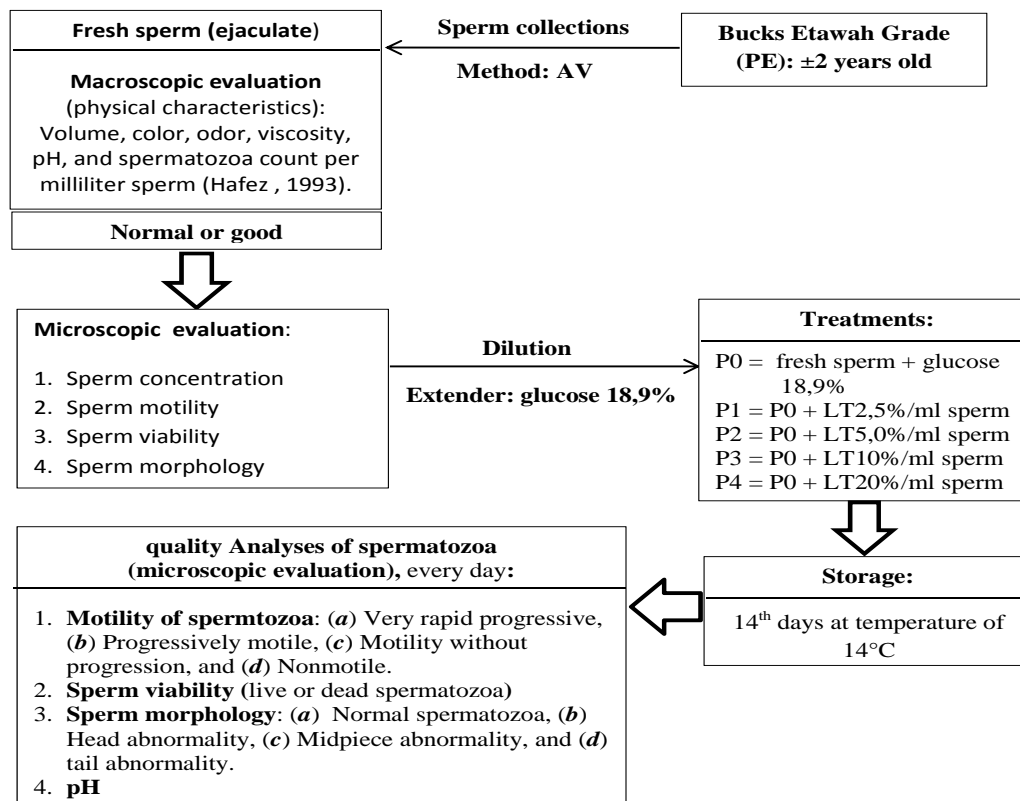 Fresh sperm (ejaculate)
Macroscopic evaluation
(physical characteristics):
Volume, color, odor, viscosity,
pH, and spermatozoa count per
milliliter sperm (Hafez , 1993).
Normal or good
Sperm collections
Method: AV
Bucks Etawah Grade
(PE): ±2 years old
Microscopic evaluation:
1. Sperm concentration
2. Sperm motility
3. Sperm viability
4. Sperm morphology
Dilution
Extender: glucose 18,9%
Treatments:
P0 = fresh sperm + glucose
18,9%
P1 = P0 + LT2,5%/ml sperm
P2 = P0 + LT5,0%/ml sperm
P3 = P0 + LT10%/ml sperm
P4 = P0 + LT20%/ml sperm
Storage:
14th days at temperature of
14°C
quality Analyses of spermatozoa
(microscopic evaluation), every day:
1. Motility of spermtozoa: (a) Very rapid progressive,
(b) Progressively motile, (c) Motility without
progression, and (d) Nonmotile.
2. Sperm viability (live or dead spermatozoa)
3. Sperm morphology: (a) Normal spermatozoa, (b)
Head abnormality, (c) Midpiece abnormality, and (d)
tail abnormality.
4. pH